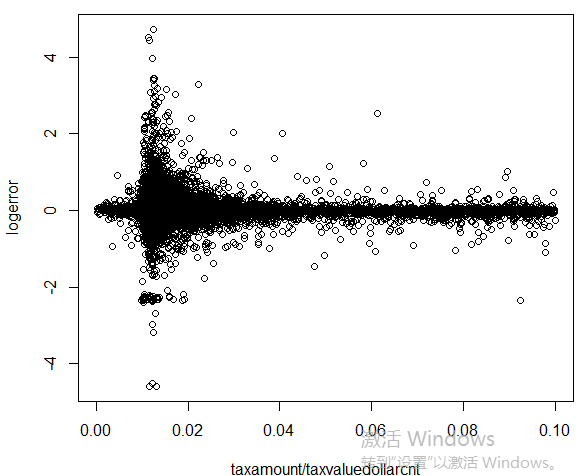 logerror
4
2
0
-2
-4
0.00 0.02 0.04 0.06 0.08 0.10
taxamount/taxvaluedollarcnt
激活 Windows
转到“设置”以激活 Windows。